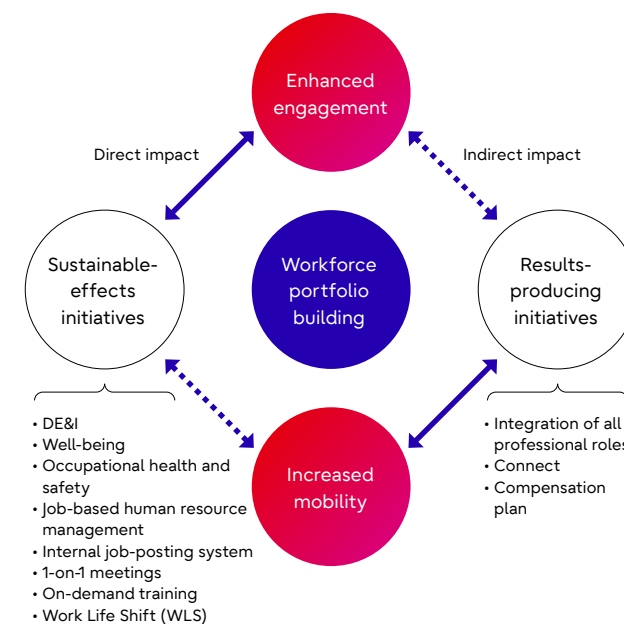 Enhanced
engagement
Direct impact
Indirect impact
Sustainable-
effects
initiatives
Workforce
portfolio
building
Results-
producing
initiatives
• DE&I
• Well-being
• Occupational health and
safety
• Job-based human resource
management
• Internal job-posting system
• 1-on-1 meetings
• On-demand training
• Work Life Shift (WLS)
Increased
mobility
• Integration of all
professional roles
• Connect
• Compensation
plan